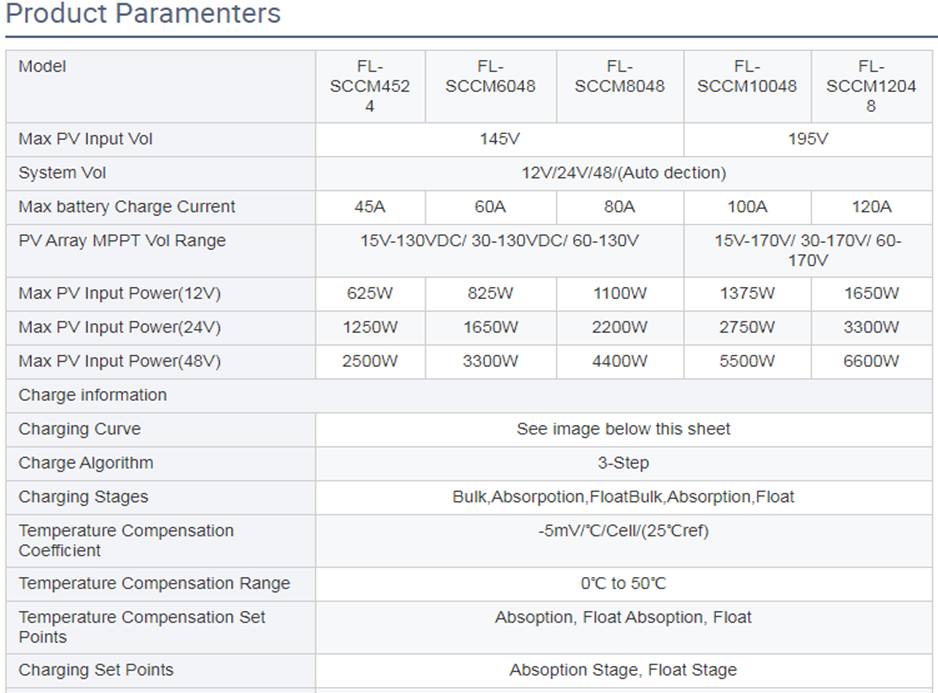 Product Paramenters
Model
FL-
SCCM452
4
FL-
SCCM6048
FL-
SCCM8048
FL-
SCCM10048
FL-
SCCM1204
8
Max PV Input Vol
145V
195V
System Vol
12V/24V/48/(Auto dection)
Max battery Charge Current
45A
60A
80A
100A
120A
PV Array MPPT Vol Range
15V-130VDC/ 30-130VDC/ 60-130V
15V-170V/ 30-170V/ 60-
170V
Max PV Input Power(12V)
625W
825W
1100W
1375W
1650W
Max PV Input Power(24V)
1250W
1650W
2200W
2750W
3300W
Max PV Input Power(48V)
2500W
3300W
4400W
5500W
6600W
Charge information
Charging Curve
See image below this sheet
Charge Algorithm
3-Step
Charging Stages
Bulk,Absorpotion,FloatBulk,Absorption,Float
Temperature Compensation
Coefficient
-5mV/℃/Cell/(25℃ref)
Temperature Compensation Range
0℃ to 50℃
Temperature Compensation Set
Points
Absoption, Float Absoption, Float
Charging Set Points
Absoption Stage, Float Stage